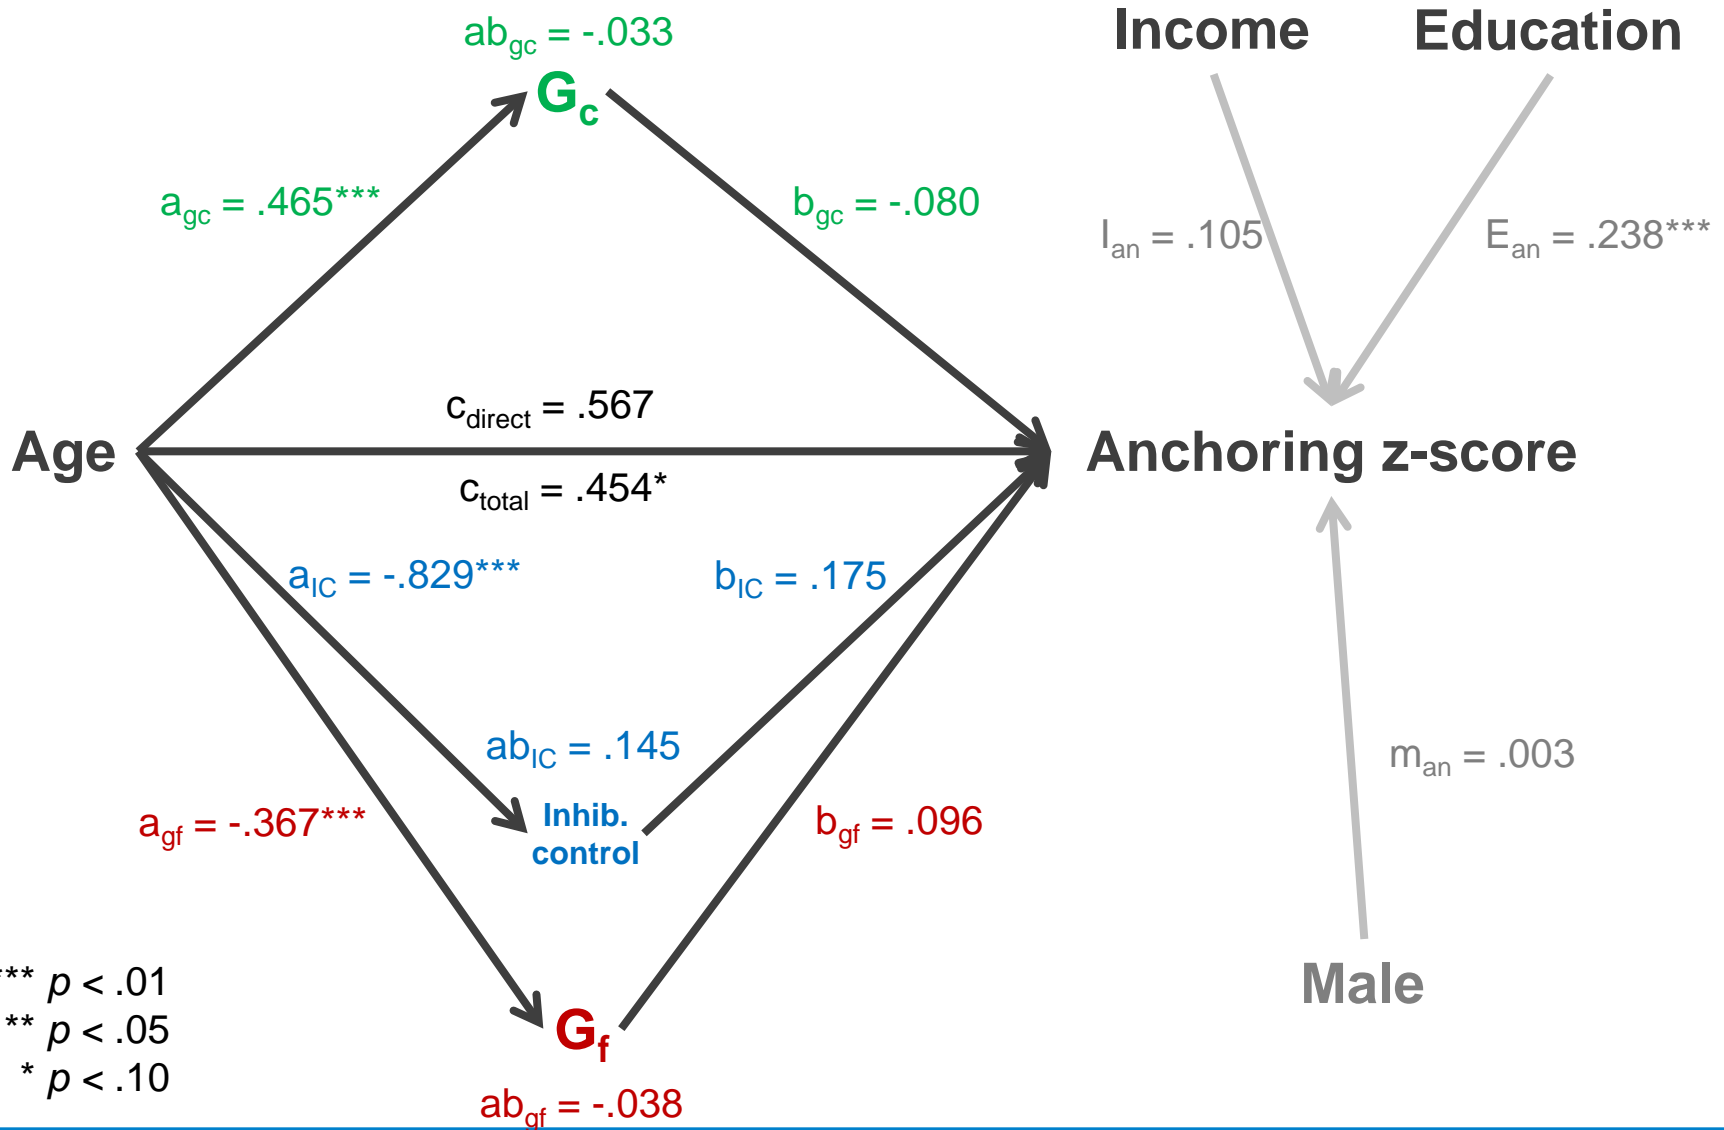 ab_gc = -.033
Income
Education
G_c
a_gc = .465***
b_gc = -.080
I_an = .105
E_an = .238***
c_direct = .567
Age
Anchoring z-score
c_total = .454*
a_IC = -.829***
b_IC = .175
ab_IC = .145
m_an = .003
a_gf = -.367***
Inhib.
control
b_gf = .096
*** p < .01
Male
** p < .05
G_f
* p < .10
ab_gf = -.038